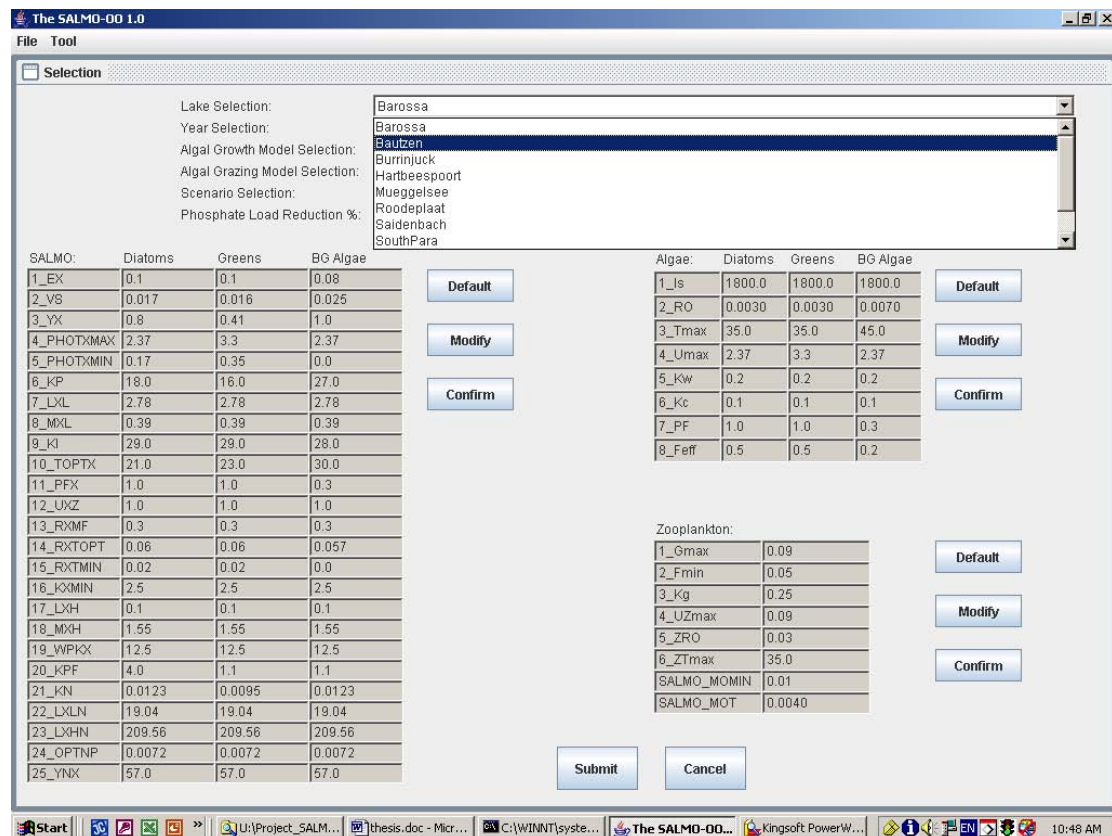 The SALMO-OO 1.0
File Tool
Selection
Lake Selection: Barossa
Year Selection: Barossa
Bautzen
Algal Growth Model Selection: Burrinjuck
Algal Grazing Model Selection: Hartbeespoort
Scenario Selection: Mueggelsee
Phosphate Load Reduction %: Roodeplaat
Saidenbach
SouthPara
SALMO: Diatoms Greens BG Algae
1_EX 0.1 0.1 0.08
2_VS 0.017 0.016 0.025
3_YX 0.8 0.41 1.0
4_PHOTXMAX 2.37 3.3 2.37
5_PHOTXMIN 0.17 0.35 0.0
6_KP 18.0 16.0 27.0
7_LXL 2.78 2.78 2.78
8_MXL 0.39 0.39 0.39
9_KI 29.0 29.0 28.0
10_TOPTX 21.0 23.0 30.0
11_PFX 1.0 1.0 0.3
12_UXZ 1.0 1.0 1.0
13_RXMF 0.3 0.3 0.3
14_RXTOPT 0.06 0.06 0.057
15_RXTMIN 0.02 0.02 0.0
16_KXMIN 2.5 2.5 2.5
17_LXH 0.1 0.1 0.1
18_MXH 1.55 1.55 1.55
19_WPKX 12.5 12.5 12.5
20_KPF 4.0 1.1 1.1
21_KN 0.0123 0.0095 0.0123
22_LXLN 19.04 19.04 19.04
23_LXHN 209.56 209.56 209.56
24_OPTNP 0.0072 0.0072 0.0072
25_YNX 57.0 57.0 57.0
Default
Modify
Confirm
Algae: Diatoms Greens BG Algae
1_Is 1800.0 1800.0 1800.0
2_RO 0.0030 0.0030 0.0070
3_Tmax 35.0 35.0 45.0
4_Umax 2.37 3.3 2.37
5_Kw 0.2 0.2 0.2
6_Kc 0.1 0.1 0.1
7_PF 1.0 1.0 0.3
8_Feff 0.5 0.5 0.2
Default
Modify
Confirm
Zooplankton:
1_Gmax 0.09
2_Fmin 0.05
3_Kg 0.25
4_UZmax 0.09
5_ZRO 0.03
6_ZTmax 35.0
SALMO_MOMIN 0.01
SALMO_MOT 0.0040
Default
Modify
Confirm
Submit Cancel
Start » U:\Project_SALM... thesis.doc - Micr... C:\WINNT\syste... The SALMO-OO... Kingsoft PowerW... EN 10:48 AM